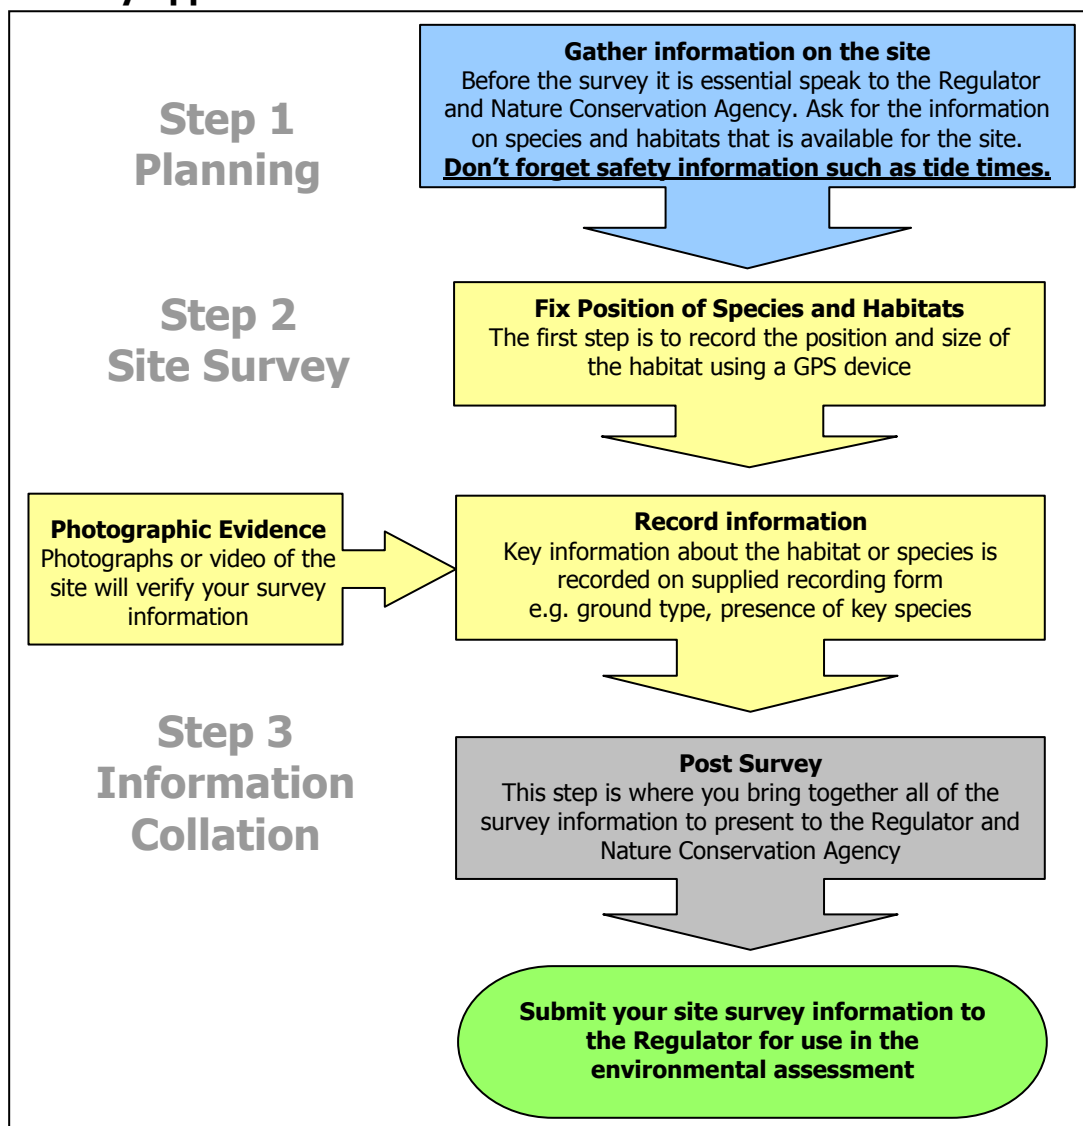 Step 1
Planning
Gather information on the site
Before the survey it is essential speak to the Regulator
and Nature Conservation Agency. Ask for the information
on species and habitats that is available for the site.
Don't forget safety information such as tide times.
Step 2
Site Survey
Fix Position of Species and Habitats
The first step is to record the position and size of
the habitat using a GPS device
Photographic Evidence
Photographs or video of the
site will verify your survey
information
Record information
Key information about the habitat or species is
recorded on supplied recording form
e.g. ground type, presence of key species
Step 3
Information
Collation
Post Survey
This step is where you bring together all of the
survey information to present to the Regulator and
Nature Conservation Agency
Submit your site survey information to
the Regulator for use in the
environmental assessment